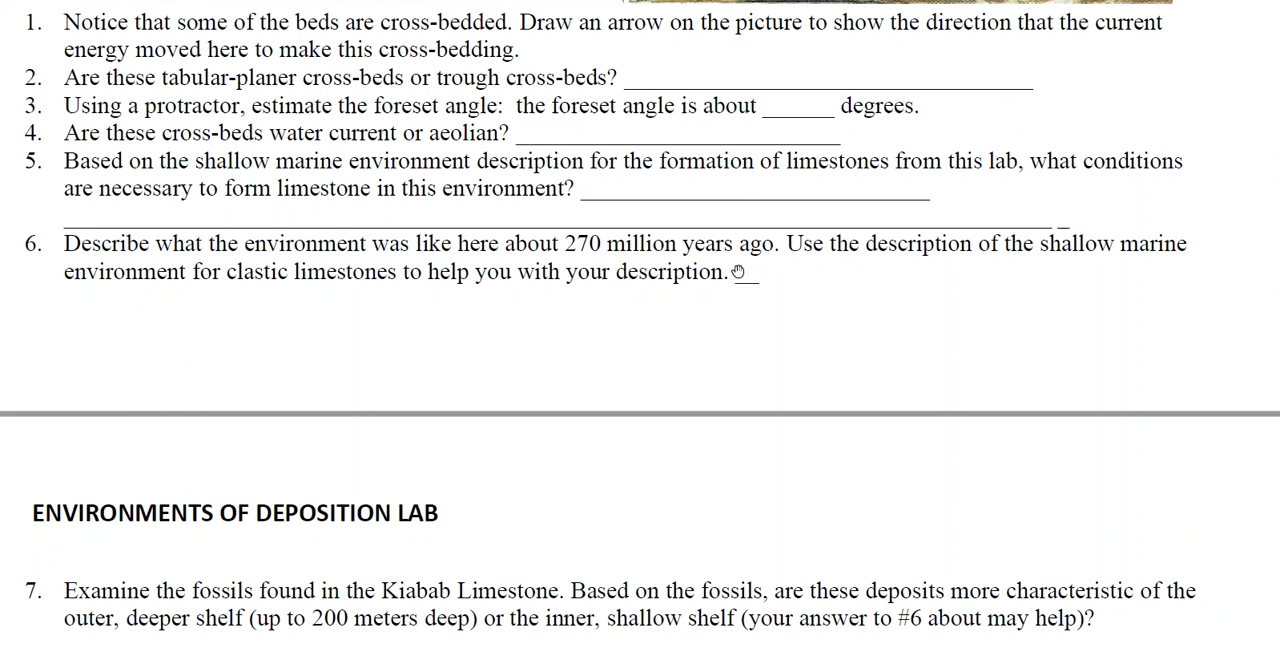 1. Notice that some of the beds are cross-bedded. Draw an arrow on the picture to show the direction that the current
energy moved here to make this cross-bedding.
2. Are these tabular-planer cross-beds or trough cross-beds? ____________________
3. Using a protractor, estimate the foreset angle:  the foreset angle is about ______ degrees.
4. Are these cross-beds water current or aeolian? ____________________
5. Based on the shallow marine environment description for the formation of limestones from this lab, what conditions
are necessary to form limestone in this environment? ____________________
6. Describe what the environment was like here about 270 million years ago. Use the description of the shallow marine
environment for clastic limestones to help you with your description. __
ENVIRONMENTS OF DEPOSITION LAB
7. Examine the fossils found in the Kiabab Limestone. Based on the fossils, are these deposits more characteristic of the
outer, deeper shelf (up to 200 meters deep) or the inner, shallow shelf (your answer to #6 about may help)?